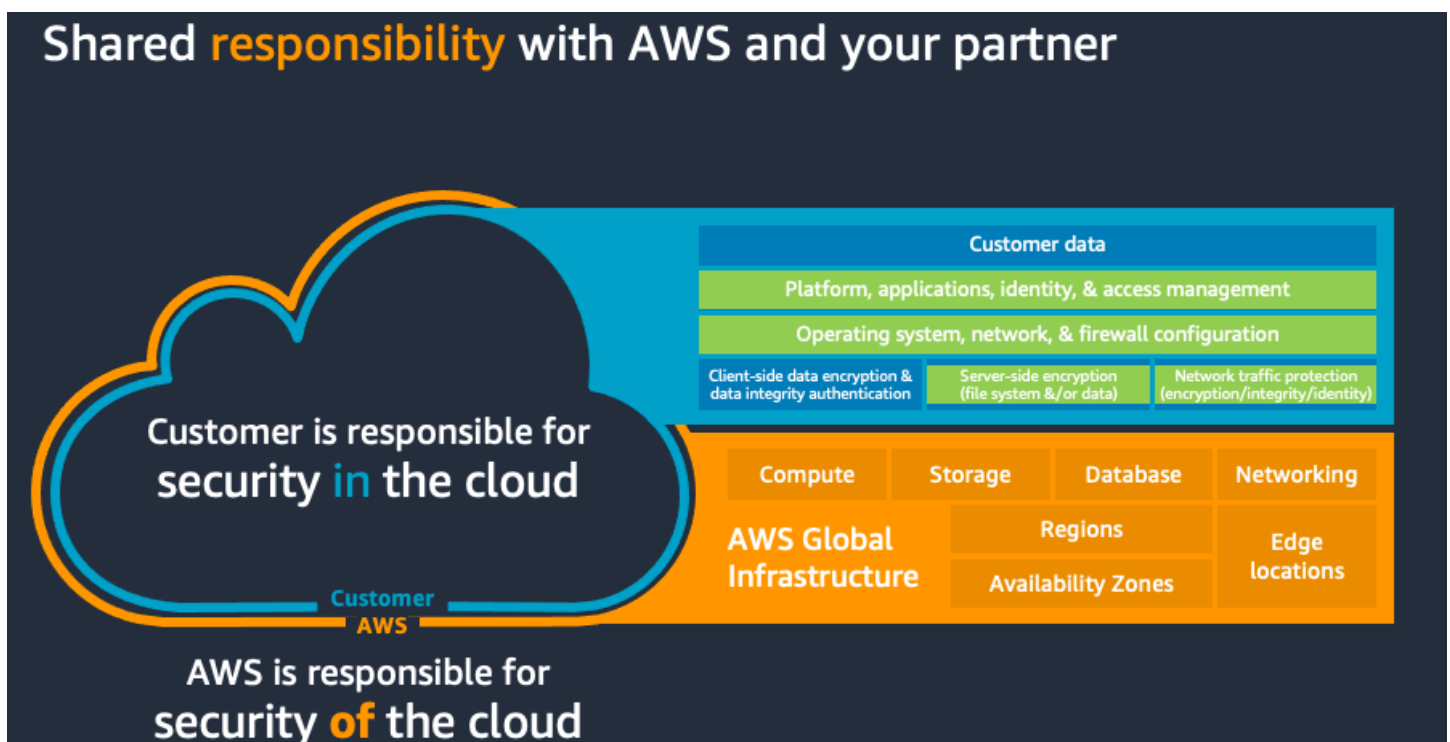 Shared responsibility with AWS and your partner
Customer data
Platform, applications, identity, & access management
Operating system, network, & firewall configuration
Client-side data encryption &
data integrity authentication
Server-side encryption
(file system &/or data)
Network traffic protection
(encryption/integrity/identity)
Customer is responsible for
security in the cloud
Compute
Storage
Database
Networking
AWS Global
Infrastructure
Regions
Availability Zones
Edge
locations
Customer
AWS
AWS is responsible for
security of the cloud